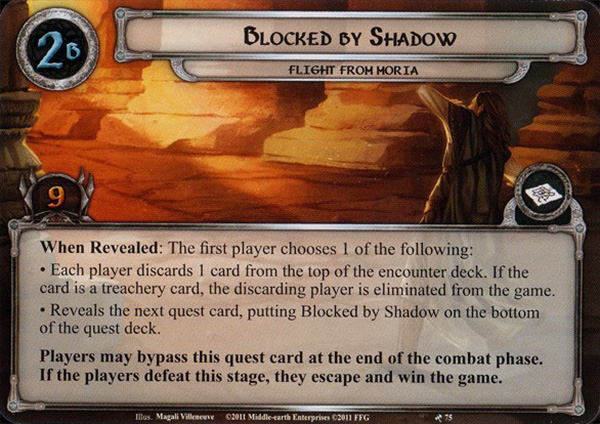 2B
BLOCKED BY SHADOW
FLIGHT FROM MORIA
9
When Revealed: The first player chooses 1 of the following:
• Each player discards 1 card from the top of the encounter deck. If the
card is a treachery card, the discarding player is eliminated from the game.
• Reveals the next quest card, putting Blocked by Shadow on the bottom
of the quest deck.
Players may bypass this quest card at the end of the combat phase.
If the players defeat this stage, they escape and win the game.
Illus. Magali Villeneuve ©2011 Middle-earth Enterprises ©2011 FFG 75